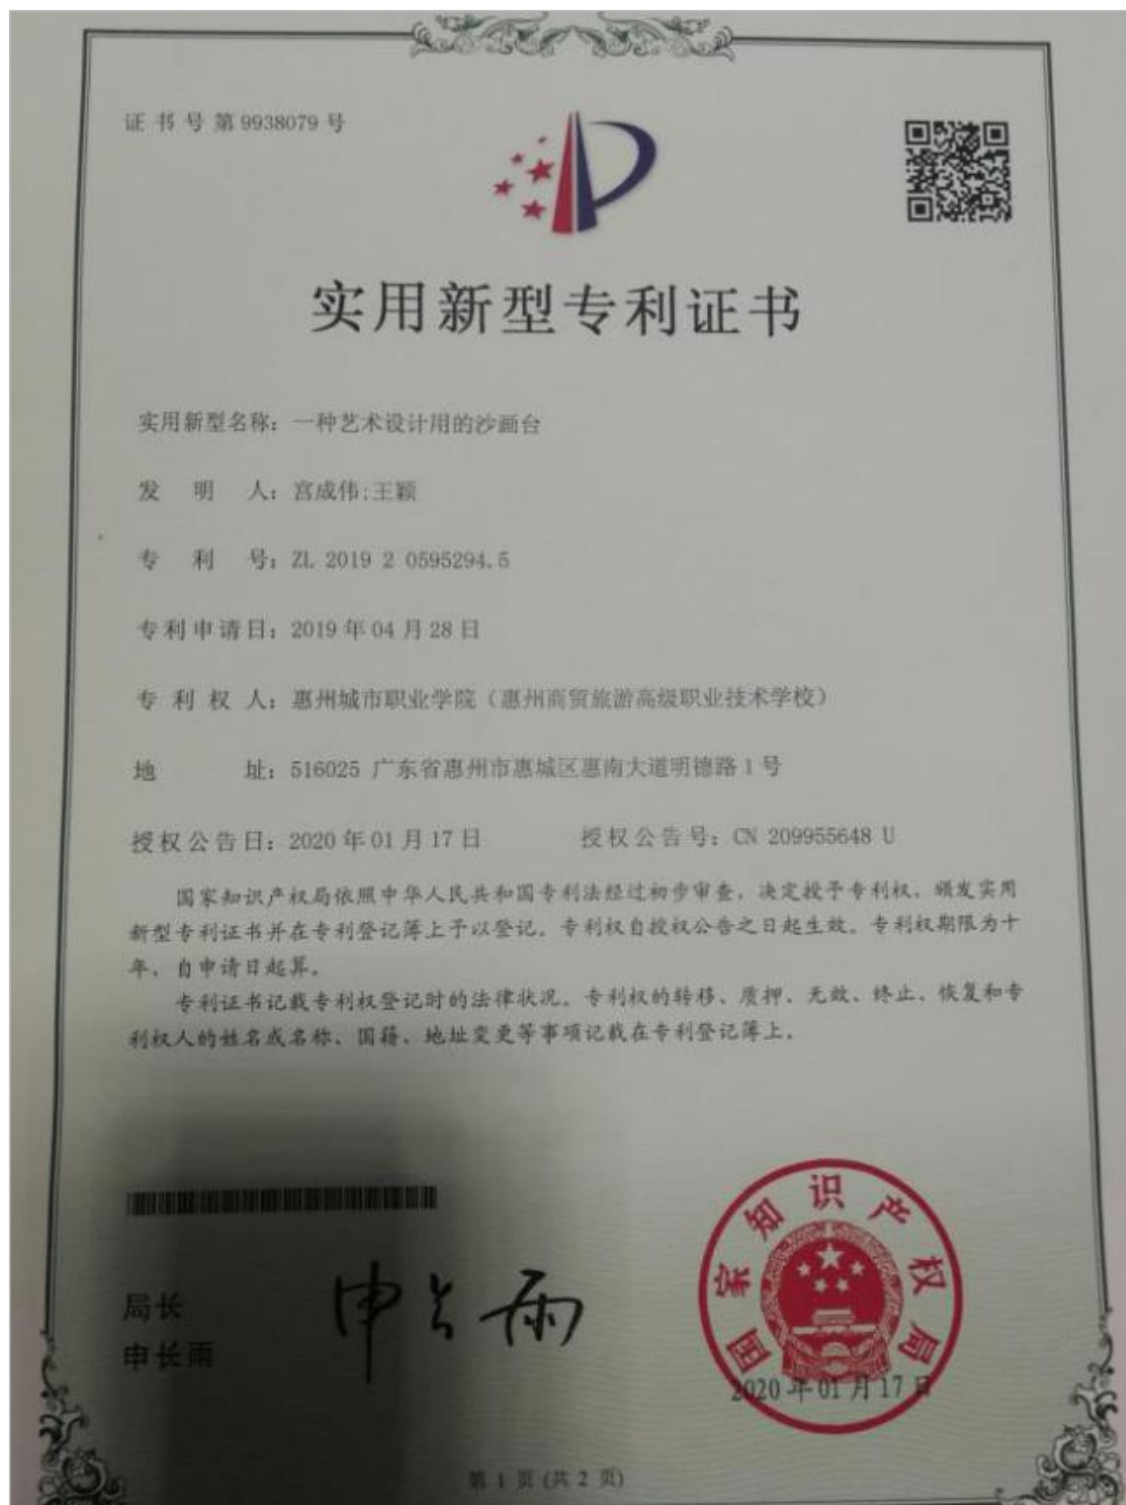 证书号第9938079号
实用新型专利证书
实用新型名称：一种艺术设计用的沙画台
发明人：宫成伟;王颖
专利号：ZL 2019 2 0595294.5
专利申请日：2019年04月28日
专利权人：惠州城市职业学院（惠州商贸旅游高级职业技术学校）
地址：516025 广东省惠州市惠城区惠南大道明德路1号
授权公告日：2020年01月17日 授权公告号：CN 209955648 U
国家知识产权局依照中华人民共和国专利法经过初步审查，决定授予专利权，颁发实用
新型专利证书并在专利登记簿上予以登记。专利权自授权公告之日起生效。专利权期限为十
年，自申请日起算。
专利证书记载专利权登记时的法律状况。专利权的转移、质押、无效、终止、恢复和专
利权人的姓名或名称、国籍、地址变更等事项记载在专利登记簿上。
局长
申长雨
申长雨
国家知识产权局
2020年01月17日
第 1 页 (共 2 页)